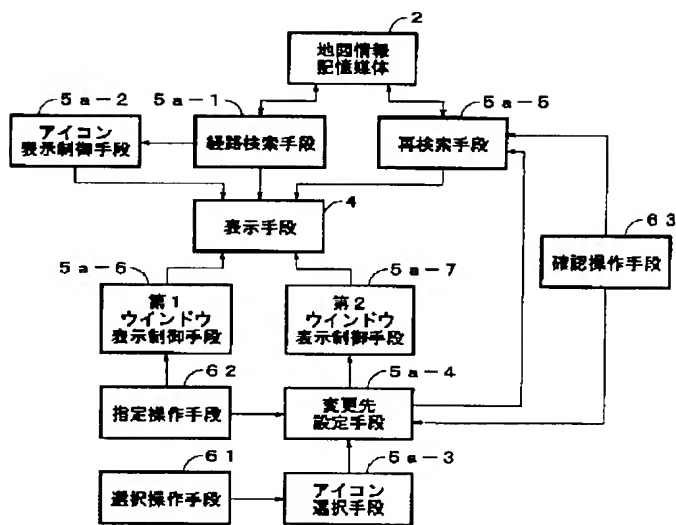 2
地図情報
記憶媒体
5a-2
5a-1
5a-5
アイコン
表示制御手段
経路検索手段
再検索手段
4
63
表示手段
確認操作手段
5a-6
5a-7
第1
ウインドウ
表示制御手段
第2
ウインドウ
表示制御手段
62
5a-4
指定操作手段
変更先
設定手段
61
5a-3
選択操作手段
アイコン
選択手段